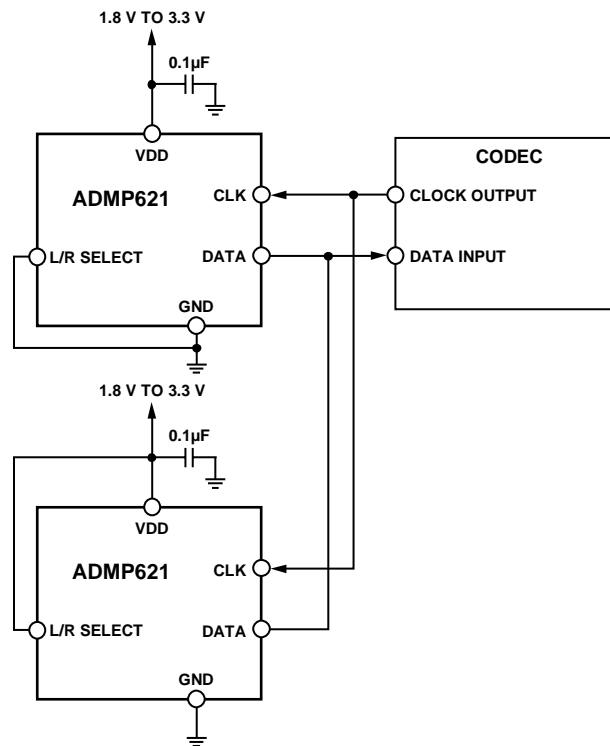 1.8 V TO 3.3 V
0.1µF
VDD
ADMP621
CLK
L/R SELECT
DATA
GND
CODEC
CLOCK OUTPUT
DATA INPUT
1.8 V TO 3.3 V
0.1µF
VDD
ADMP621
CLK
L/R SELECT
DATA
GND